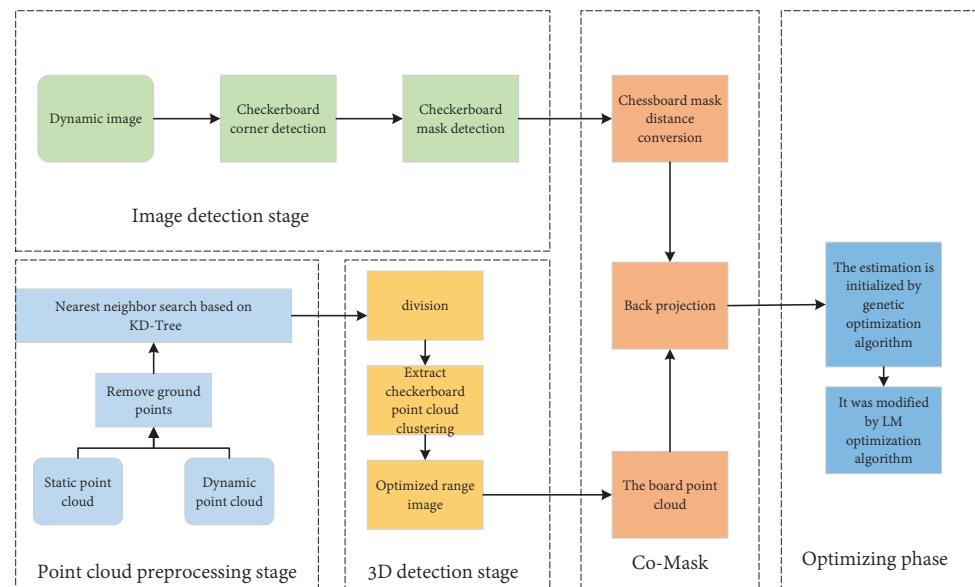 Dynamic image
Checkerboard
corner detection
Checkerboard
mask detection
Image detection stage
Chessboard mask
distance
conversion
Nearest neighbor search based on
KD-Tree
Remove ground
points
Static point
cloud
Dynamic
point cloud
Point cloud preprocessing stage
division
Extract
checkerboard
point cloud
clustering
Optimized range
image
3D detection stage
Back projection
The board point
cloud
Co-Mask
The estimation is
initialized by
genetic
optimization
algorithm
It was modified
by LM
optimization
algorithm
Optimizing phase